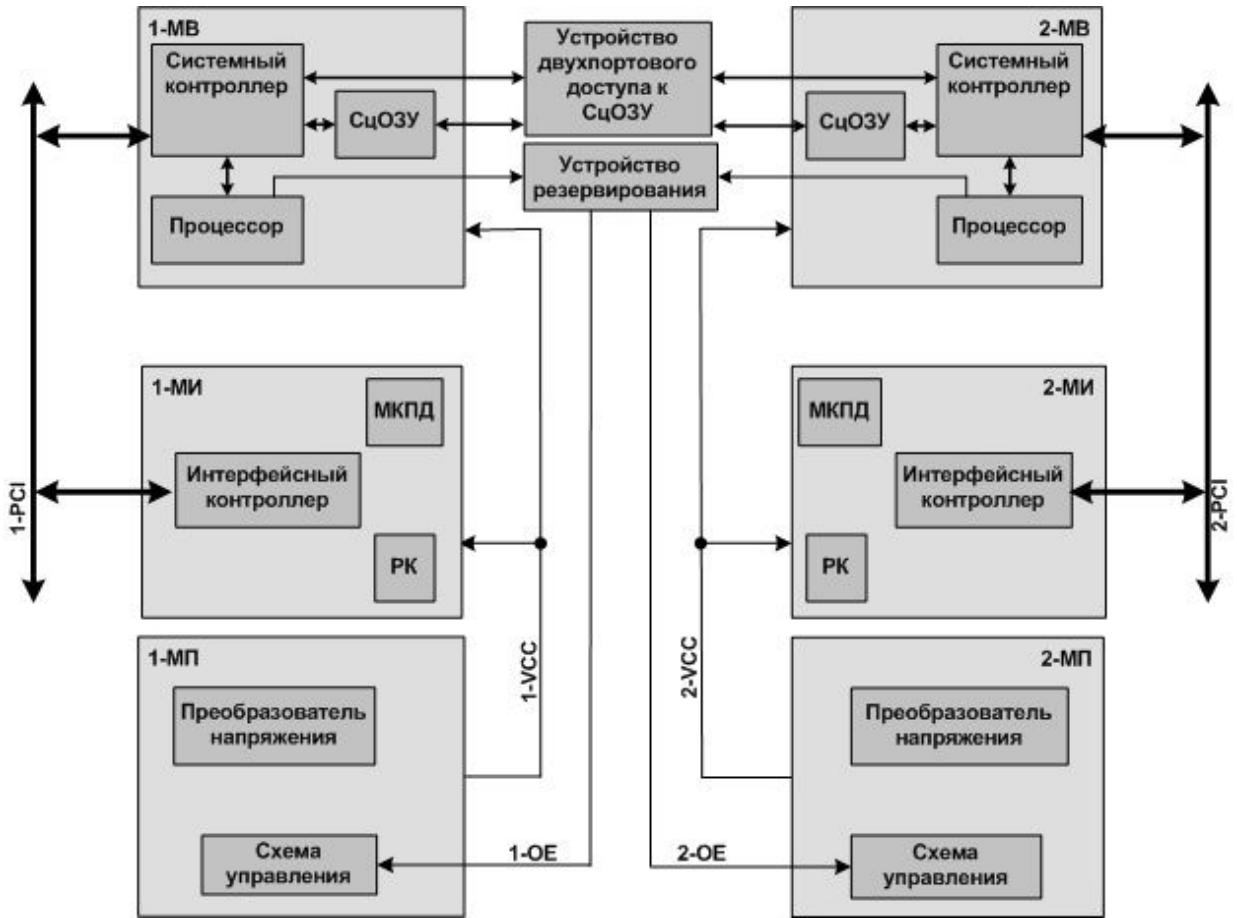 1-МВ
Системный
контроллер
СцОЗУ
Процессор
Устройство
двухпортового
доступа к
СцОЗУ
Устройство
резервирования
2-МВ
Системный
контроллер
СцОЗУ
Процессор
1-МИ
МКПД
Интерфейсный
контроллер
РК
1-PCI
2-МИ
МКПД
Интерфейсный
контроллер
РК
2-PCI
1-МП
Преобразователь
напряжения
Схема
управления
1-VCC
1-OE
2-VCC
2-OE
2-МП
Преобразователь
напряжения
Схема
управления